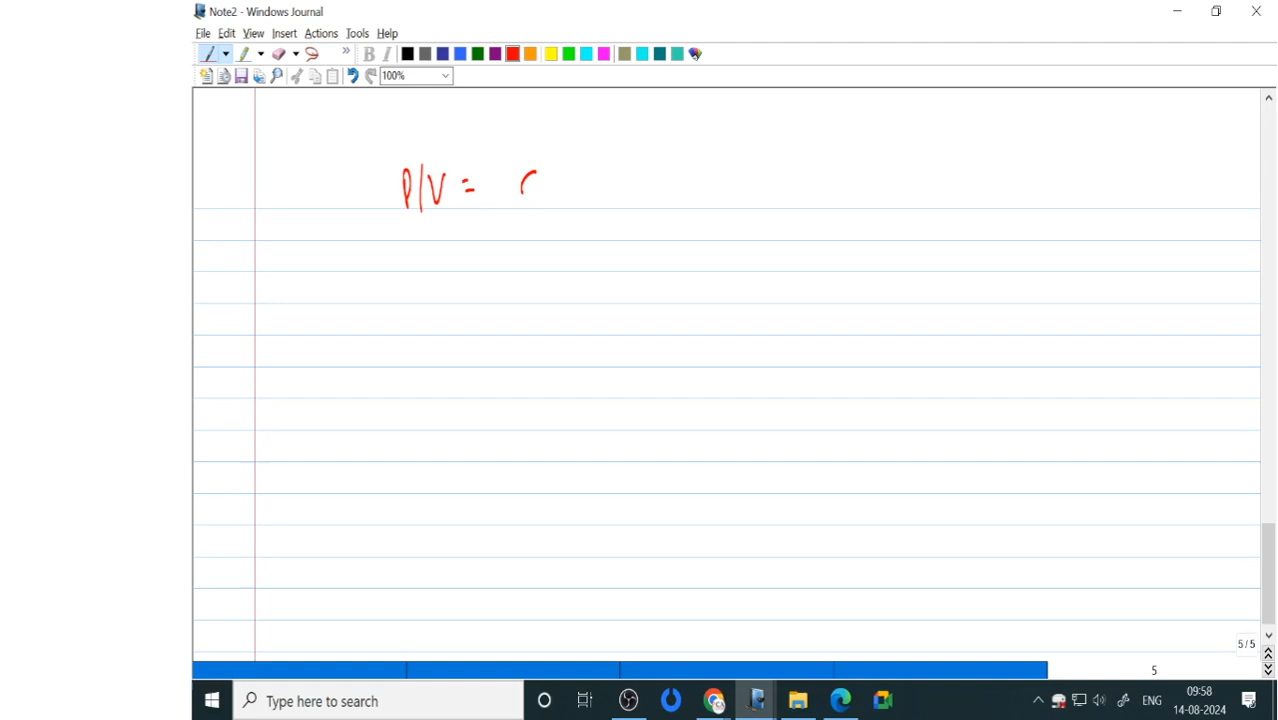 Note2 - Windows Journal
File Edit View Insert Actions Tools Help
» B I
100%
P/V =
5 / 5
5
Type here to search
ENG
09:58
14-08-2024